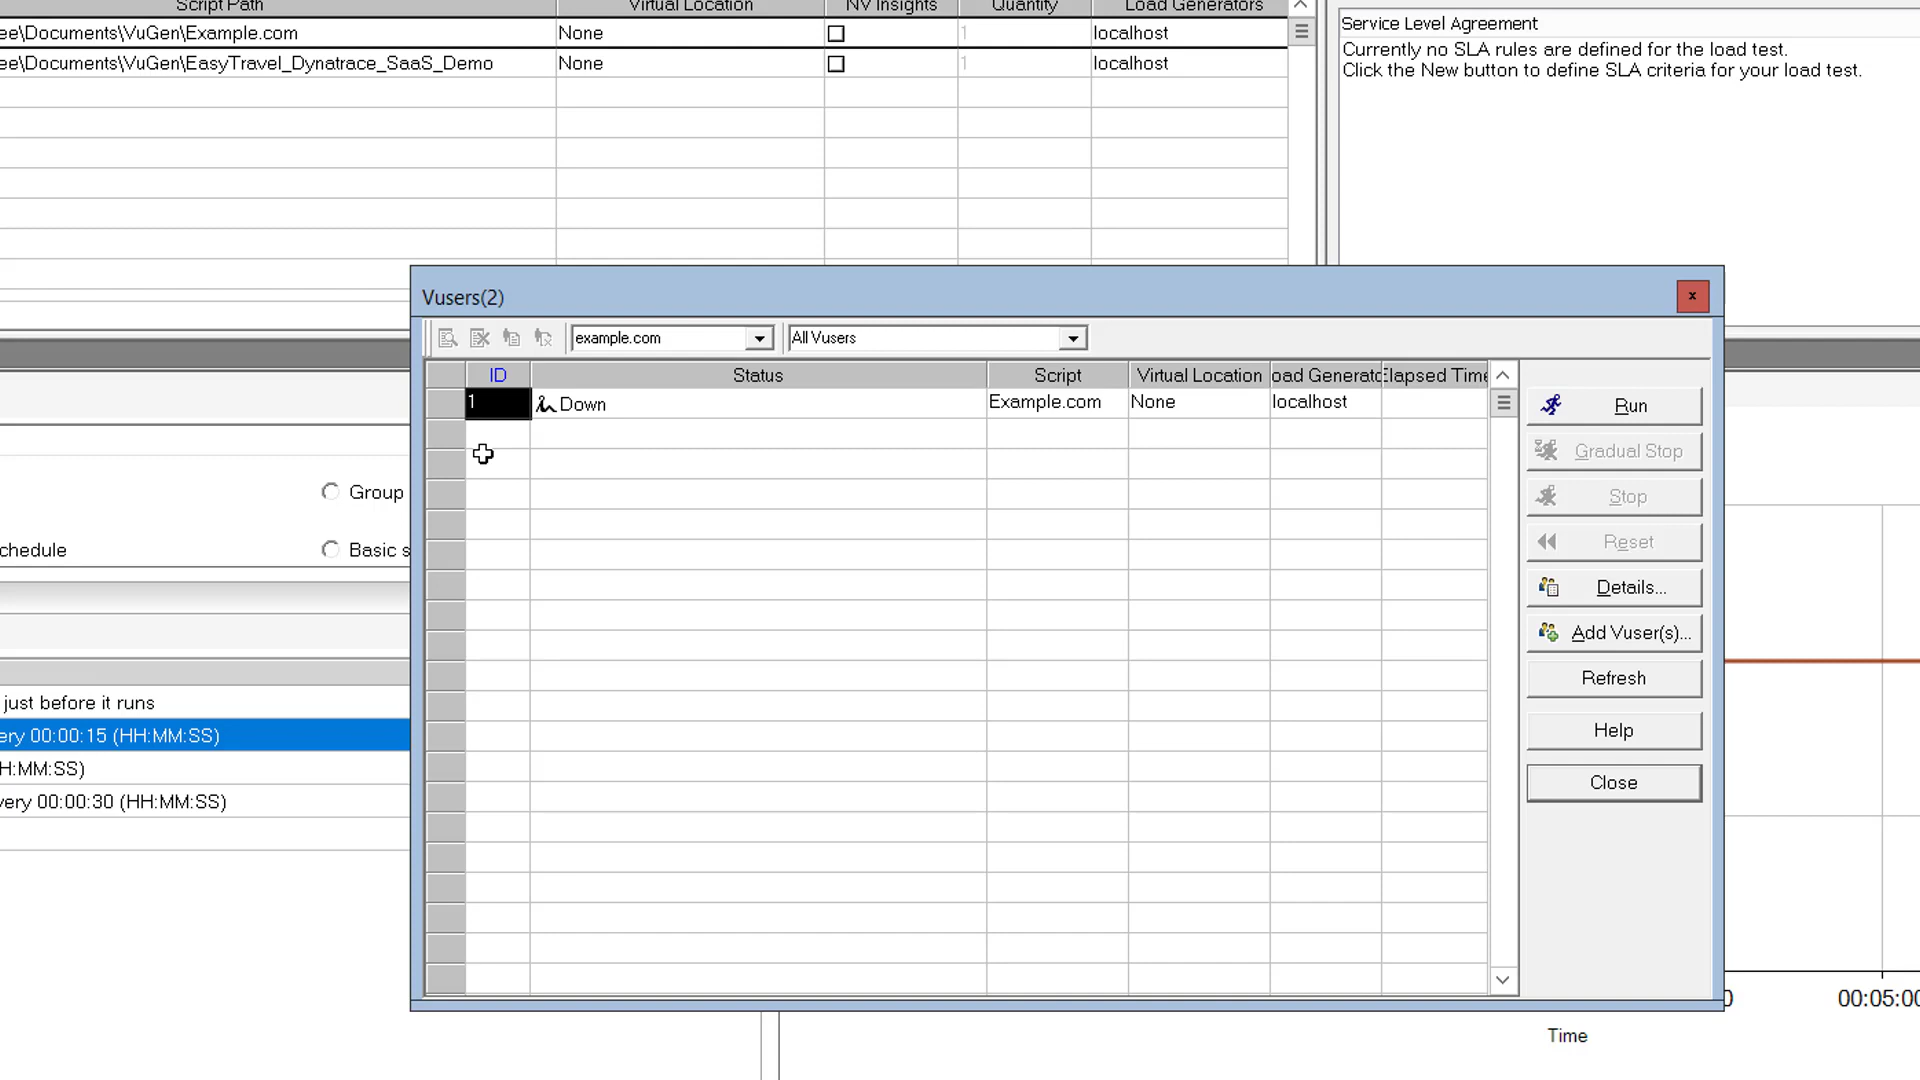 Script Path Virtual Location NV Insights Quantity Load Generators
ee\Documents\VuGen\Example.com None 1 localhost
ee\Documents\VuGen\EasyTravel_Dynatrace_SaaS_Demo None 1 localhost
Service Level Agreement
Currently no SLA rules are defined for the load test.
Click the New button to define SLA criteria for your load test.
Group
chedule
Basic s
just before it runs
ery 00:00:15 (HH:MM:SS)
H:MM:SS)
very 00:00:30 (HH:MM:SS)
Vusers(2)
x
example.com
All Vusers
ID Status Script Virtual Location oad Generato Elapsed Time
1 Down Example.com None localhost
Run
Gradual Stop
Stop
Reset
Details...
Add Vuser(s)...
Refresh
Help
Close
0 00:05:00
Time